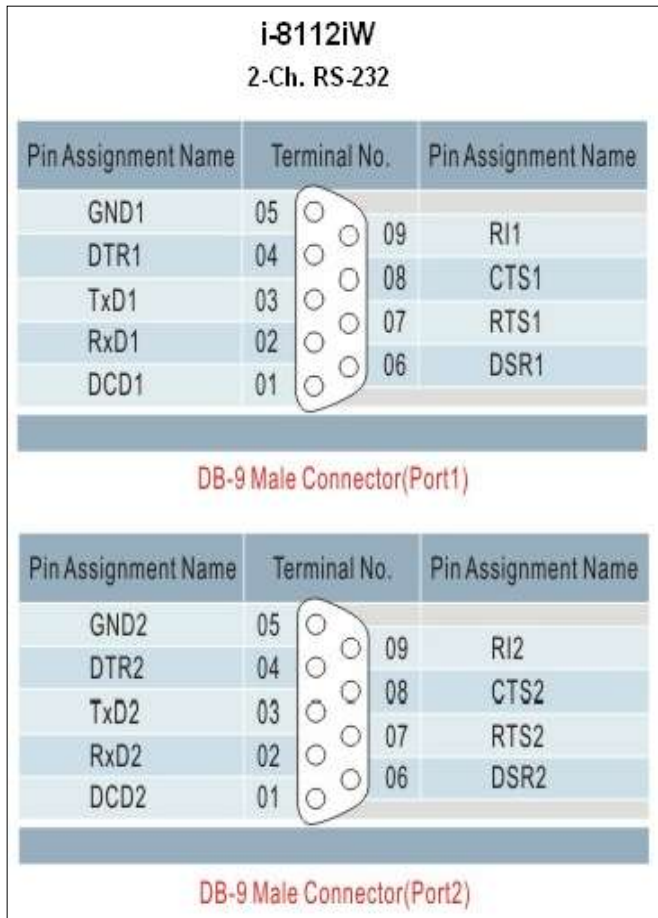 i-8112iW
2-Ch. RS-232
Pin Assignment Name Terminal No. Pin Assignment Name
GND1 05
09 RI1
DTR1 04
08 CTS1
TxD1 03
07 RTS1
RxD1 02
06 DSR1
DCD1 01
DB-9 Male Connector(Port1)
Pin Assignment Name Terminal No. Pin Assignment Name
GND2 05
09 RI2
DTR2 04
08 CTS2
TxD2 03
07 RTS2
RxD2 02
06 DSR2
DCD2 01
DB-9 Male Connector(Port2)